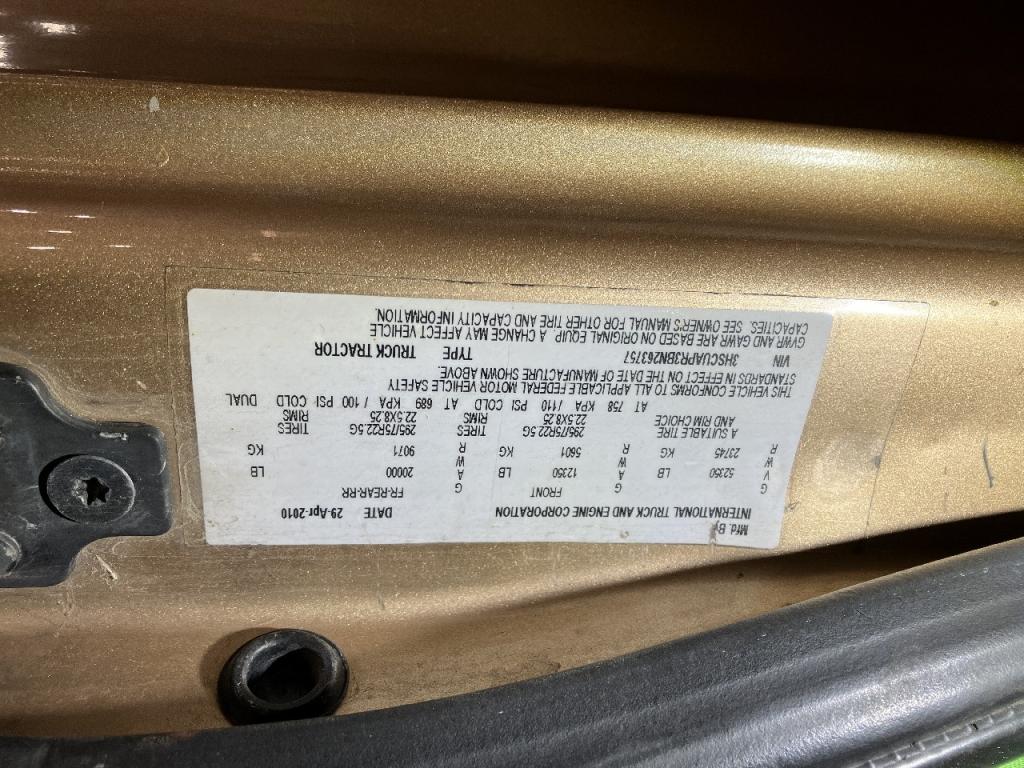 Mfd. By
INTERNATIONAL TRUCK AND ENGINE CORPORATION DATE 29-Apr-2010
G FRONT G FR-REAR-RR G
V 52350 LB A 12350 LB A 20000 LB
W W
R 23745 KG R 5601 KG R 9071 KG
A SUITABLE TIRE 295/75R22.5G TIRES 295/75R22.5G TIRES
AND RIM CHOICE 22.5X8.25 RIMS 22.5X8.25 RIMS
AT 758 KPA /110 PSI COLD AT 689 KPA / 100 PSI COLD DUAL
THIS VEHICLE CONFORMS TO ALL APPLICABLE FEDERAL MOTOR VEHICLE SAFETY
STANDARDS IN EFFECT ON THE DATE OF MANUFACTURE SHOWN ABOVE.
VIN 3HSCUAPR3BN263757 TYPE TRUCK TRACTOR
GVWR AND GAWR ARE BASED ON ORIGINAL EQUIP. A CHANGE MAY AFFECT VEHICLE
CAPACITIES. SEE OWNER'S MANUAL FOR OTHER TIRE AND CAPACITY INFORMATION.